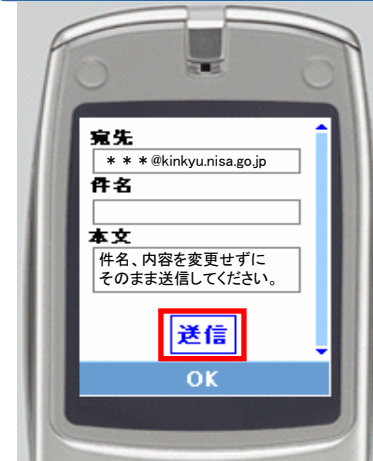 宛先
＊＊＊@kinkyu.nisa.go.jp
件名
本文
件名、内容を変更せずに
そのまま送信してください。
送信
OK